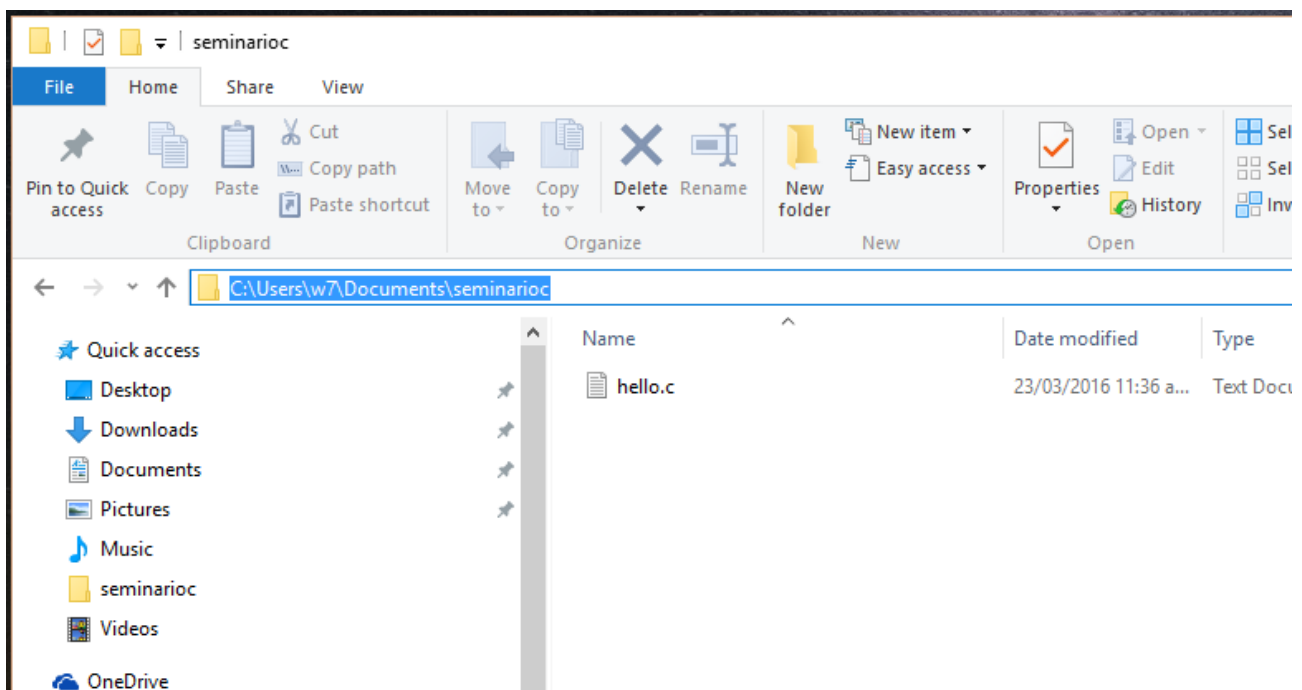 seminarioc
File Home Share View
Cut
Copy path
Paste shortcut
Pin to Quick access
Copy
Paste
Clipboard
Move to
Copy to
Delete
Rename
Organize
New folder
New item
Easy access
New
Properties
Open
Edit
History
Open
Sel
Sel
Inv
C:\Users\w7\Documents\seminarioc
Name Date modified Type
hello.c 23/03/2016 11:36 a... Text Docu
Quick access
Desktop
Downloads
Documents
Pictures
Music
seminarioc
Videos
OneDrive